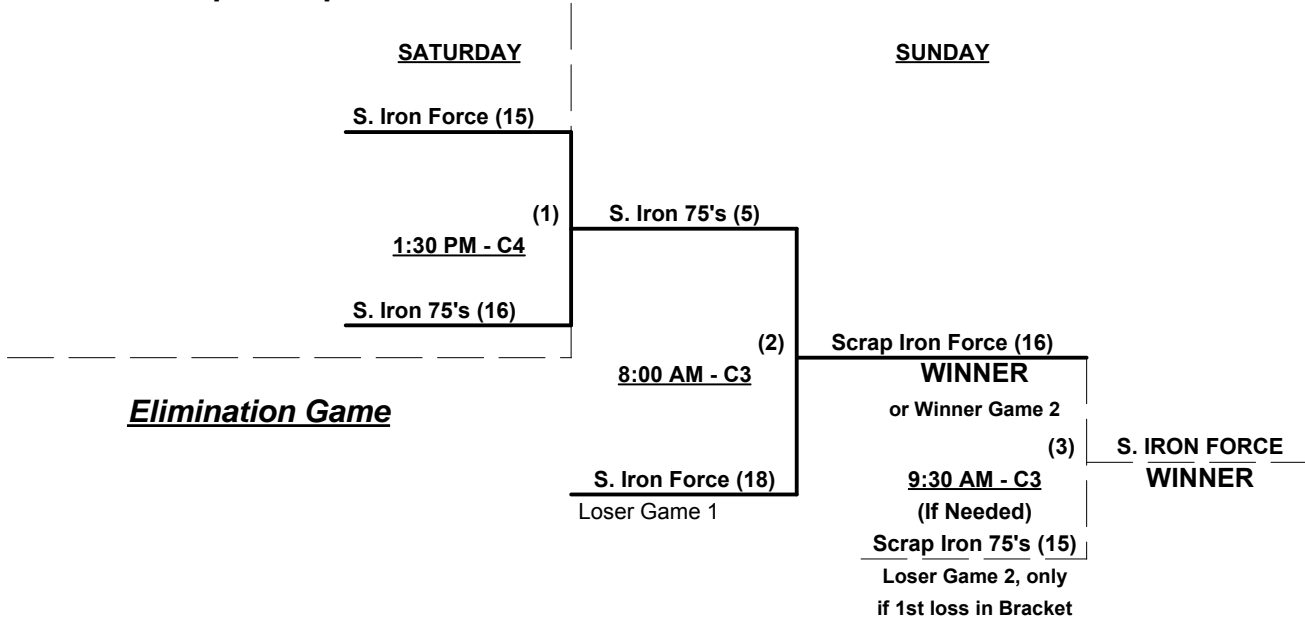 SATURDAY
SUNDAY
S. Iron Force (15)
(1)
S. Iron 75's (5)
1:30 PM - C4
S. Iron 75's (16)
(2)
Scrap Iron Force (16)
8:00 AM - C3
WINNER
Elimination Game
or Winner Game 2
(3)
S. IRON FORCE
S. Iron Force (18)
9:30 AM - C3
WINNER
Loser Game 1
(If Needed)
Scrap Iron 75's (15)
Loser Game 2, only
if 1st loss in Bracket